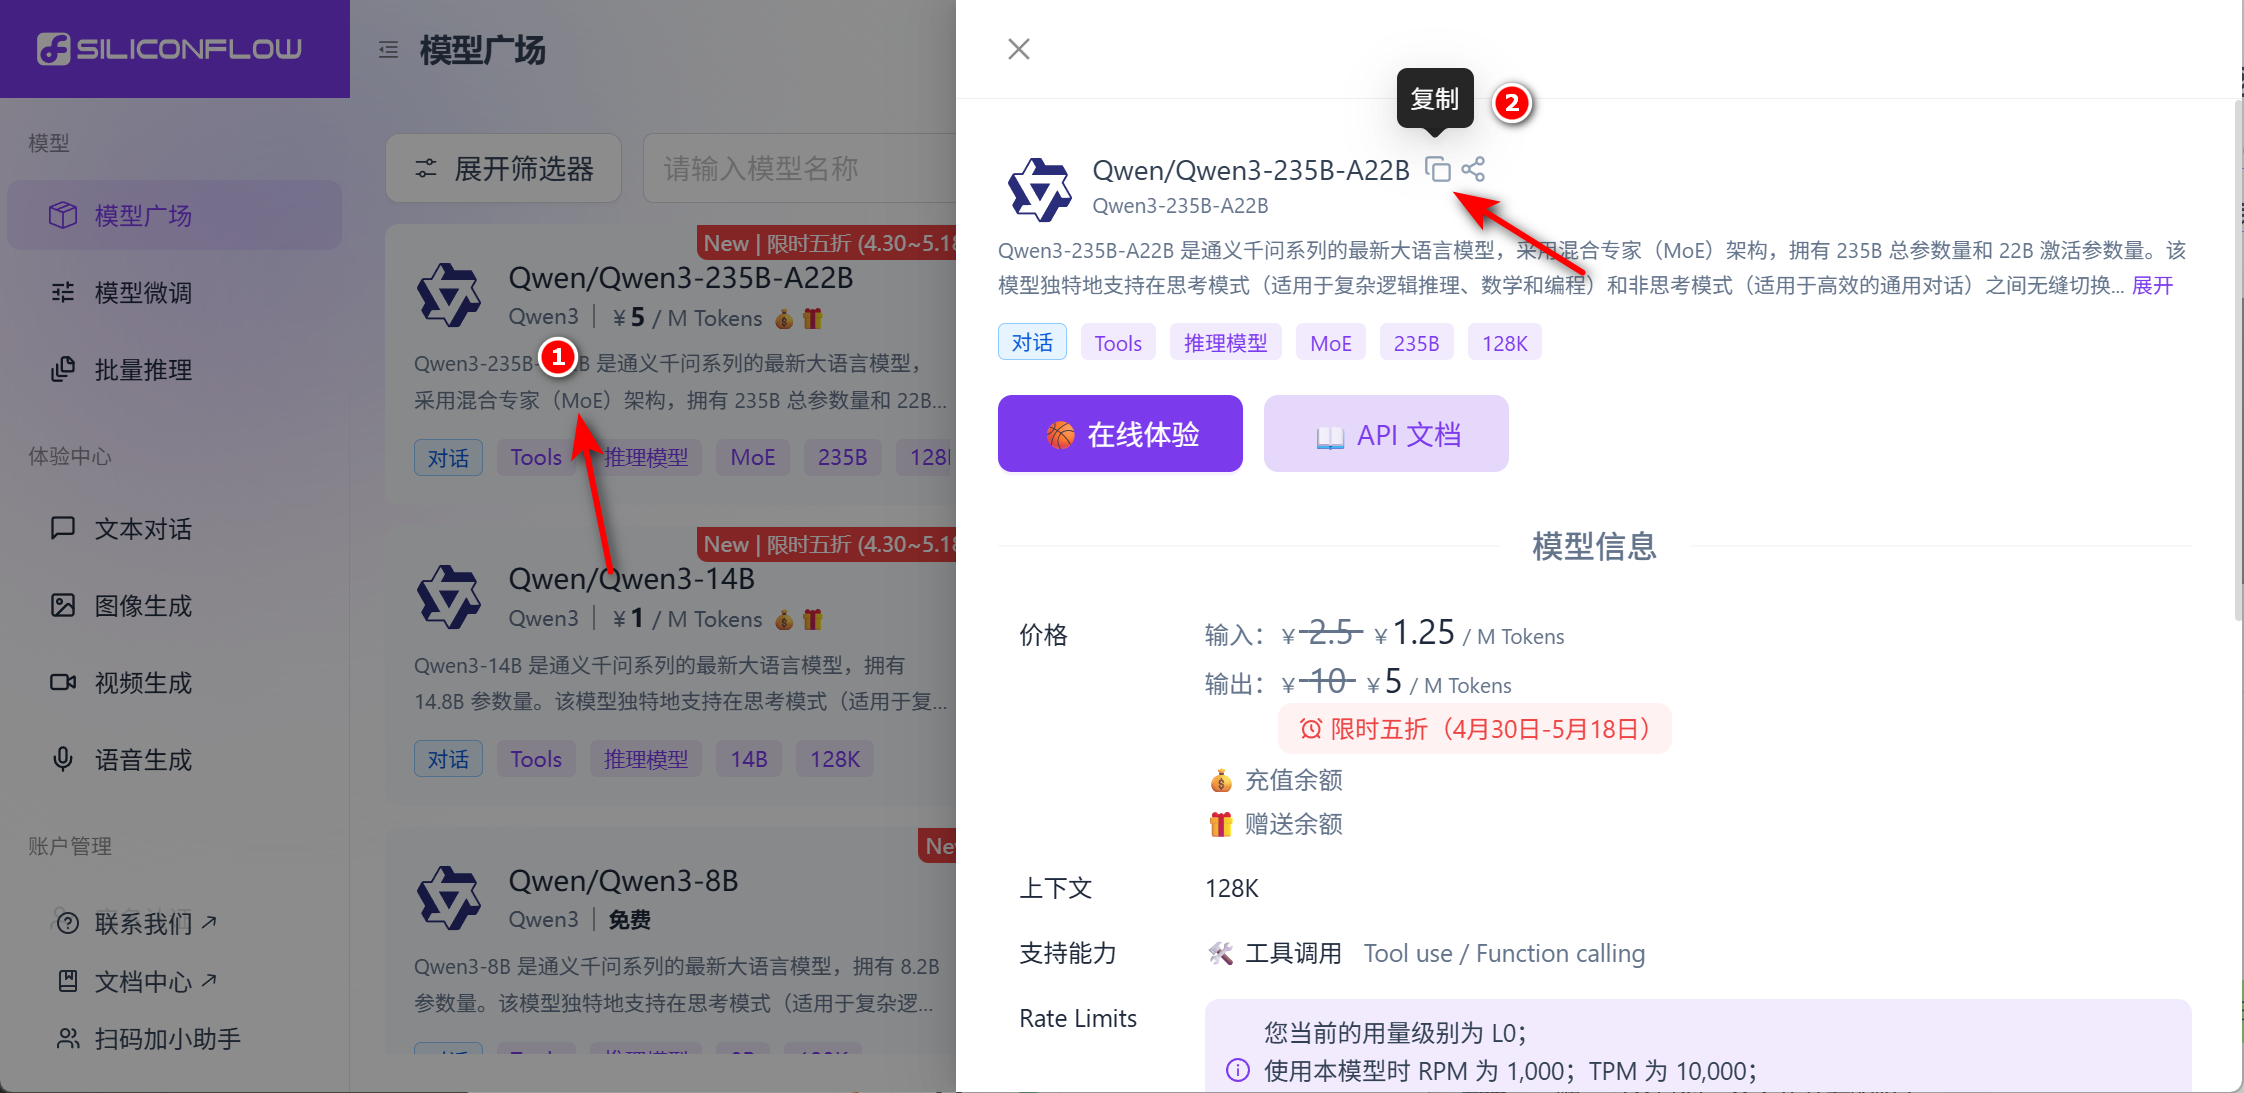 SILICONFLOW
模型广场
模型
模型广场
模型微调
批量推理
体验中心
文本对话
图像生成
视频生成
语音生成
账户管理
联系我们
文档中心
扫码加小助手
展开筛选器
请输入模型名称
New | 限时五折 (4.30~5.18
Qwen/Qwen3-235B-A22B
Qwen3 | ¥ 5 / M Tokens
1
Qwen3-235B- B 是通义千问系列的最新大语言模型，
采用混合专家（MoE）架构，拥有 235B 总参数量和 22B...
对话 Tools 推理模型 MoE 235B 128
New | 限时五折 (4.30~5.18
Qwen/Qwen3-14B
Qwen3 | ¥ 1 / M Tokens
Qwen3-14B 是通义千问系列的最新大语言模型，拥有
14.8B 参数量。该模型独特地支持在思考模式（适用于复...
对话 Tools 推理模型 14B 128K
Ne
Qwen/Qwen3-8B
Qwen3 | 免费
Qwen3-8B 是通义千问系列的最新大语言模型，拥有 8.2B
参数量。该模型独特地支持在思考模式（适用于复杂逻...
复制
2
Qwen/Qwen3-235B-A22B
Qwen3-235B-A22B
Qwen3-235B-A22B 是通义千问系列的最新大语言模型，采用混合专家（MoE）架构，拥有 235B 总参数量和 22B 激活参数量。该
模型独特地支持在思考模式（适用于复杂逻辑推理、数学和编程）和非思考模式（适用于高效的通用对话）之间无缝切换... 展开
对话 Tools 推理模型 MoE 235B 128K
在线体验
API 文档
模型信息
价格
输入：¥ 2.5 ¥ 1.25 / M Tokens
输出：¥ 10 ¥ 5 / M Tokens
限时五折（4月30日-5月18日）
充值余额
赠送余额
上下文 128K
支持能力 工具调用 Tool use / Function calling
Rate Limits
您当前的用量级别为 L0；
使用本模型时 RPM 为 1,000；TPM 为 10,000；